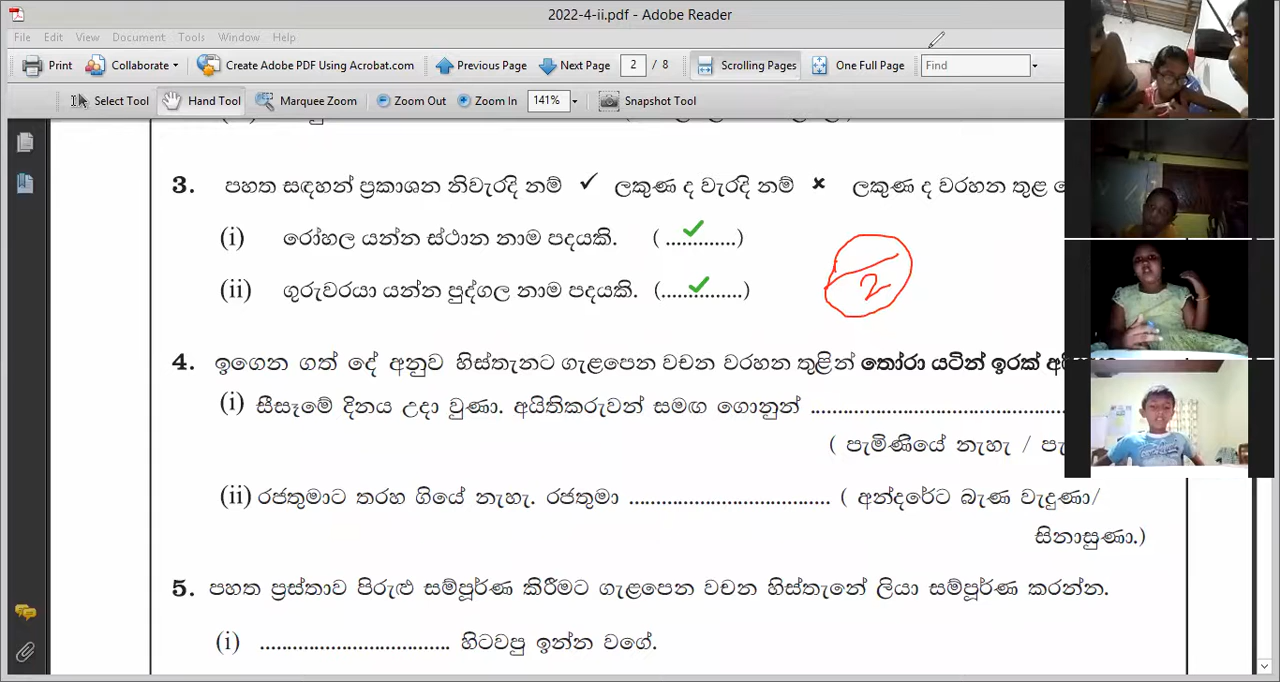 2022-4-ii.pdf - Adobe Reader
File Edit View Document Tools Window Help
Print Collaborate Create Adobe PDF Using Acrobat.com Previous Page Next Page 2 / 8 Scrolling Pages One Full Page Find
Select Tool Hand Tool Marquee Zoom Zoom Out Zoom In 141% Snapshot Tool
3. පහත සඳහන් ප්‍රකාශන නිවැරදි නම් ✓ ලකුණ ද වැරදි නම් ✗ ලකුණ ද වරහන තුළ
(i) රෝහල යන්න ස්ථාන නාම පදයකි. (....✓....)
(ii) ගුරුවරයා යන්න පුද්ගල නාම පදයකි. (....✓....)
2
4. ඉගෙන ගත් දේ අනුව හිස්තැනට ගැළපෙන වචන වරහන තුළින් තෝරා යටින් ඉරක්
(i) සීසෑමේ දිනය උදා වුණා. අයිතිකරුවන් සමඟ ගොනුන් ........................................
( පැමිණියේ නැහැ /
(ii) රජතුමාට තරහ ගියේ නැහැ. රජතුමා .................................... ( අන්දරේට බැණ වැදුණා/
සිනාසුණා.)
5. පහත ප්‍රස්තාව පිරුළු සම්පූර්ණ කිරීමට ගැළපෙන වචන හිස්තැනේ ලියා සම්පූර්ණ කරන්න.
(i) .................................. හිටවපු ඉන්න වගේ.